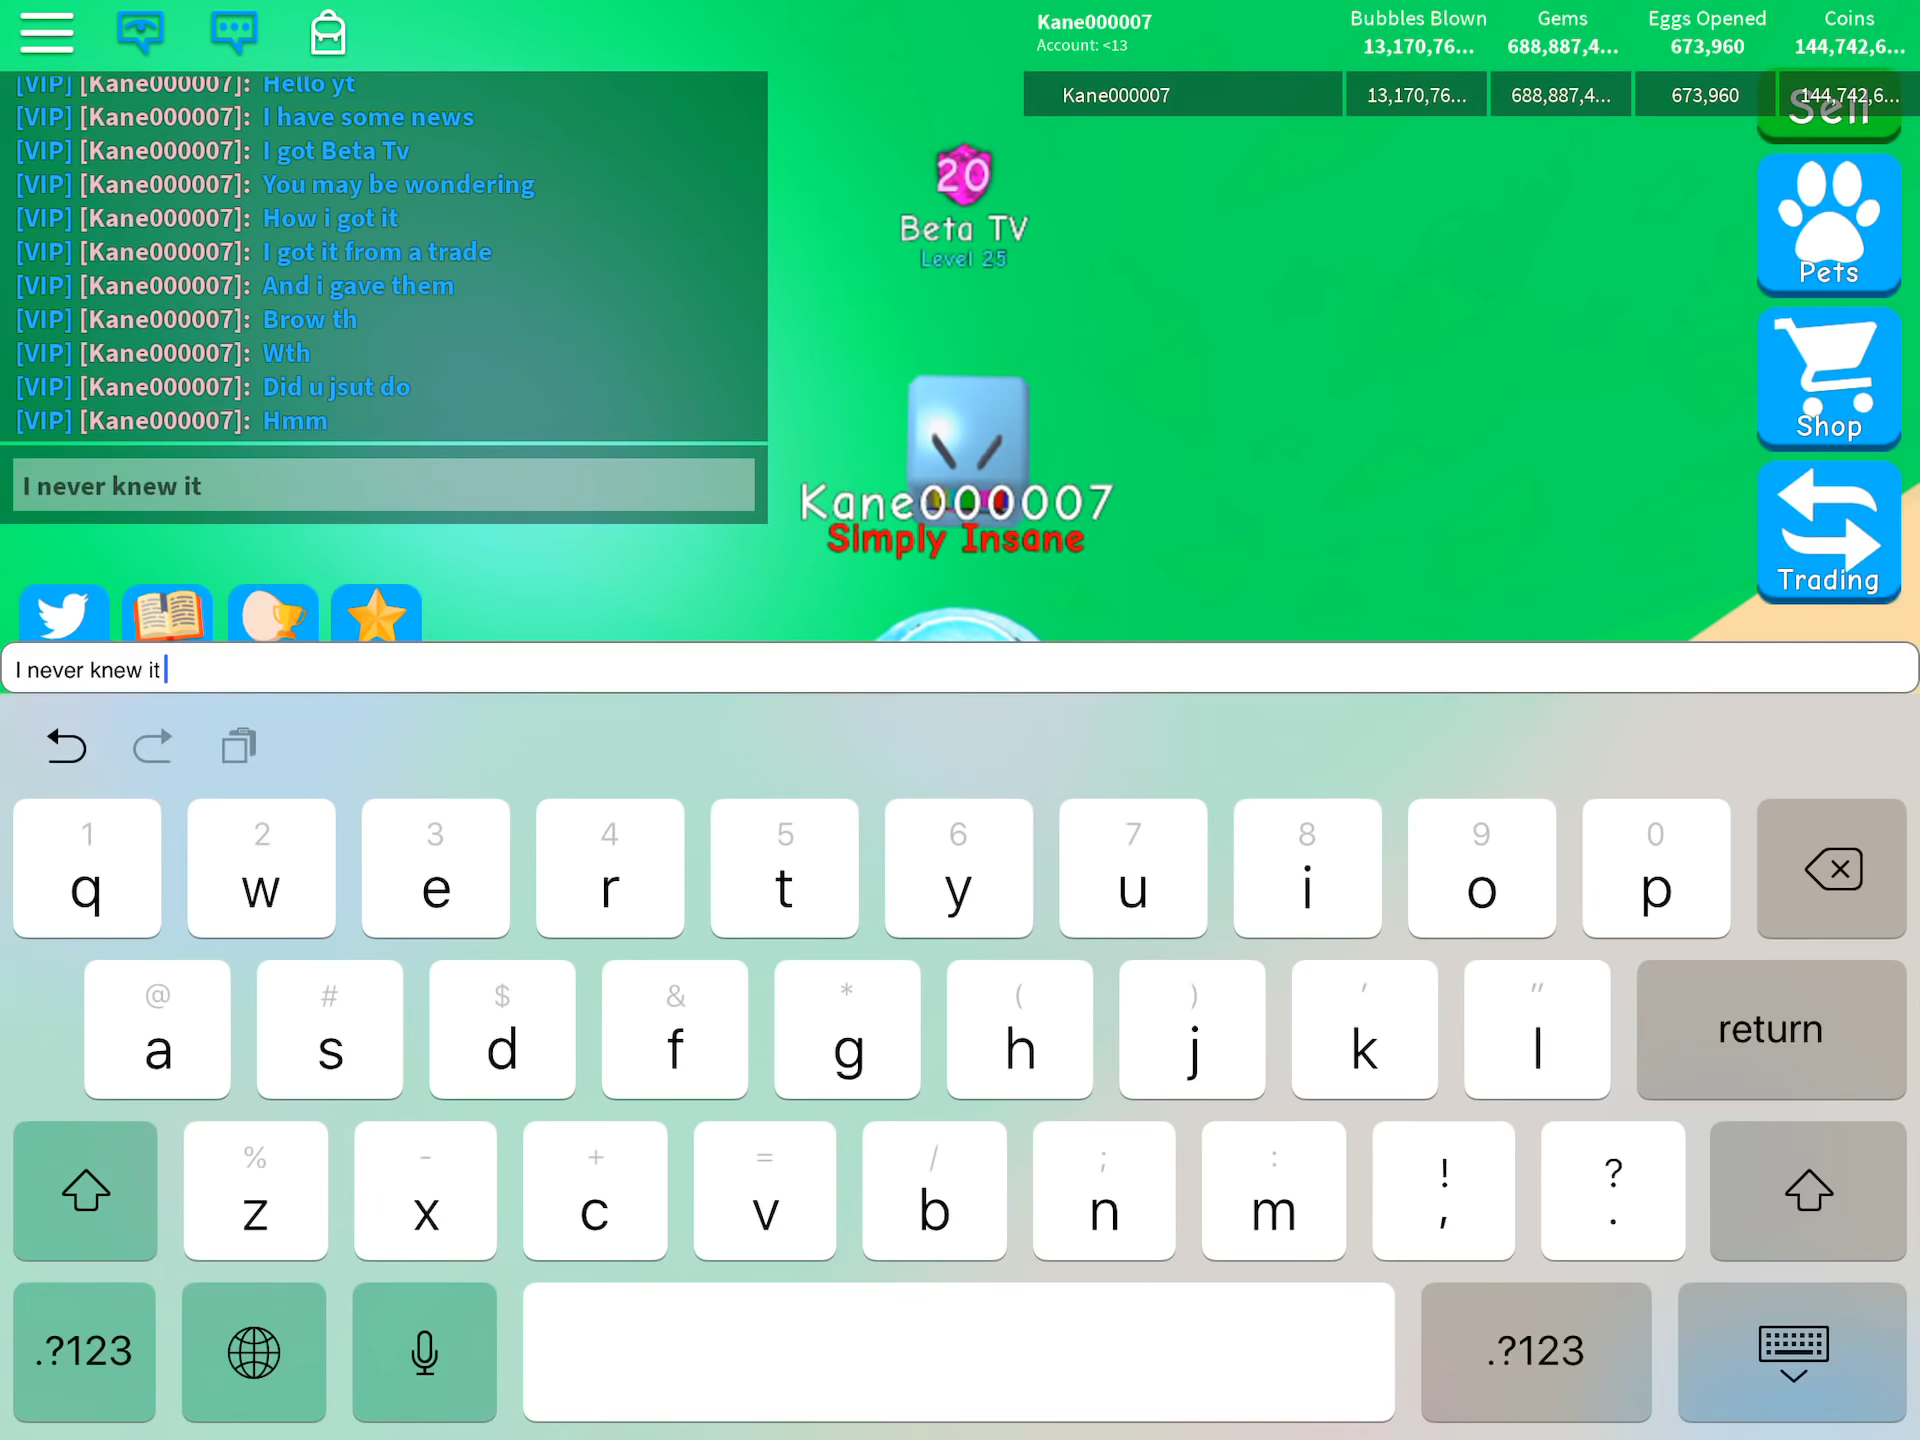 Kane000007
Account: <13
Bubbles Blown
13,170,76...
Gems
688,887,4...
Eggs Opened
673,960
Coins
144,742,6...
Kane000007
13,170,76...
688,887,4...
673,960
144,742,6...
Sell
[VIP] [Kane000007]: Hello yt
[VIP] [Kane000007]: I have some news
[VIP] [Kane000007]: I got Beta Tv
[VIP] [Kane000007]: You may be wondering
[VIP] [Kane000007]: How i got it
[VIP] [Kane000007]: I got it from a trade
[VIP] [Kane000007]: And i gave them
[VIP] [Kane000007]: Brow th
[VIP] [Kane000007]: Wth
[VIP] [Kane000007]: Did u jsut do
[VIP] [Kane000007]: Hmm
I never knew it
20
Beta TV
Level 25
Kane000007
Simply Insane
Pets
Shop
Trading
I never knew it
1 2 3 4 5 6 7 8 9 0
q w e r t y u i o p
@ # $ & * ( ) ' "
a s d f g h j k l return
% - + = / ; : ! ?
z x c v b n m , .
.?123 .?123